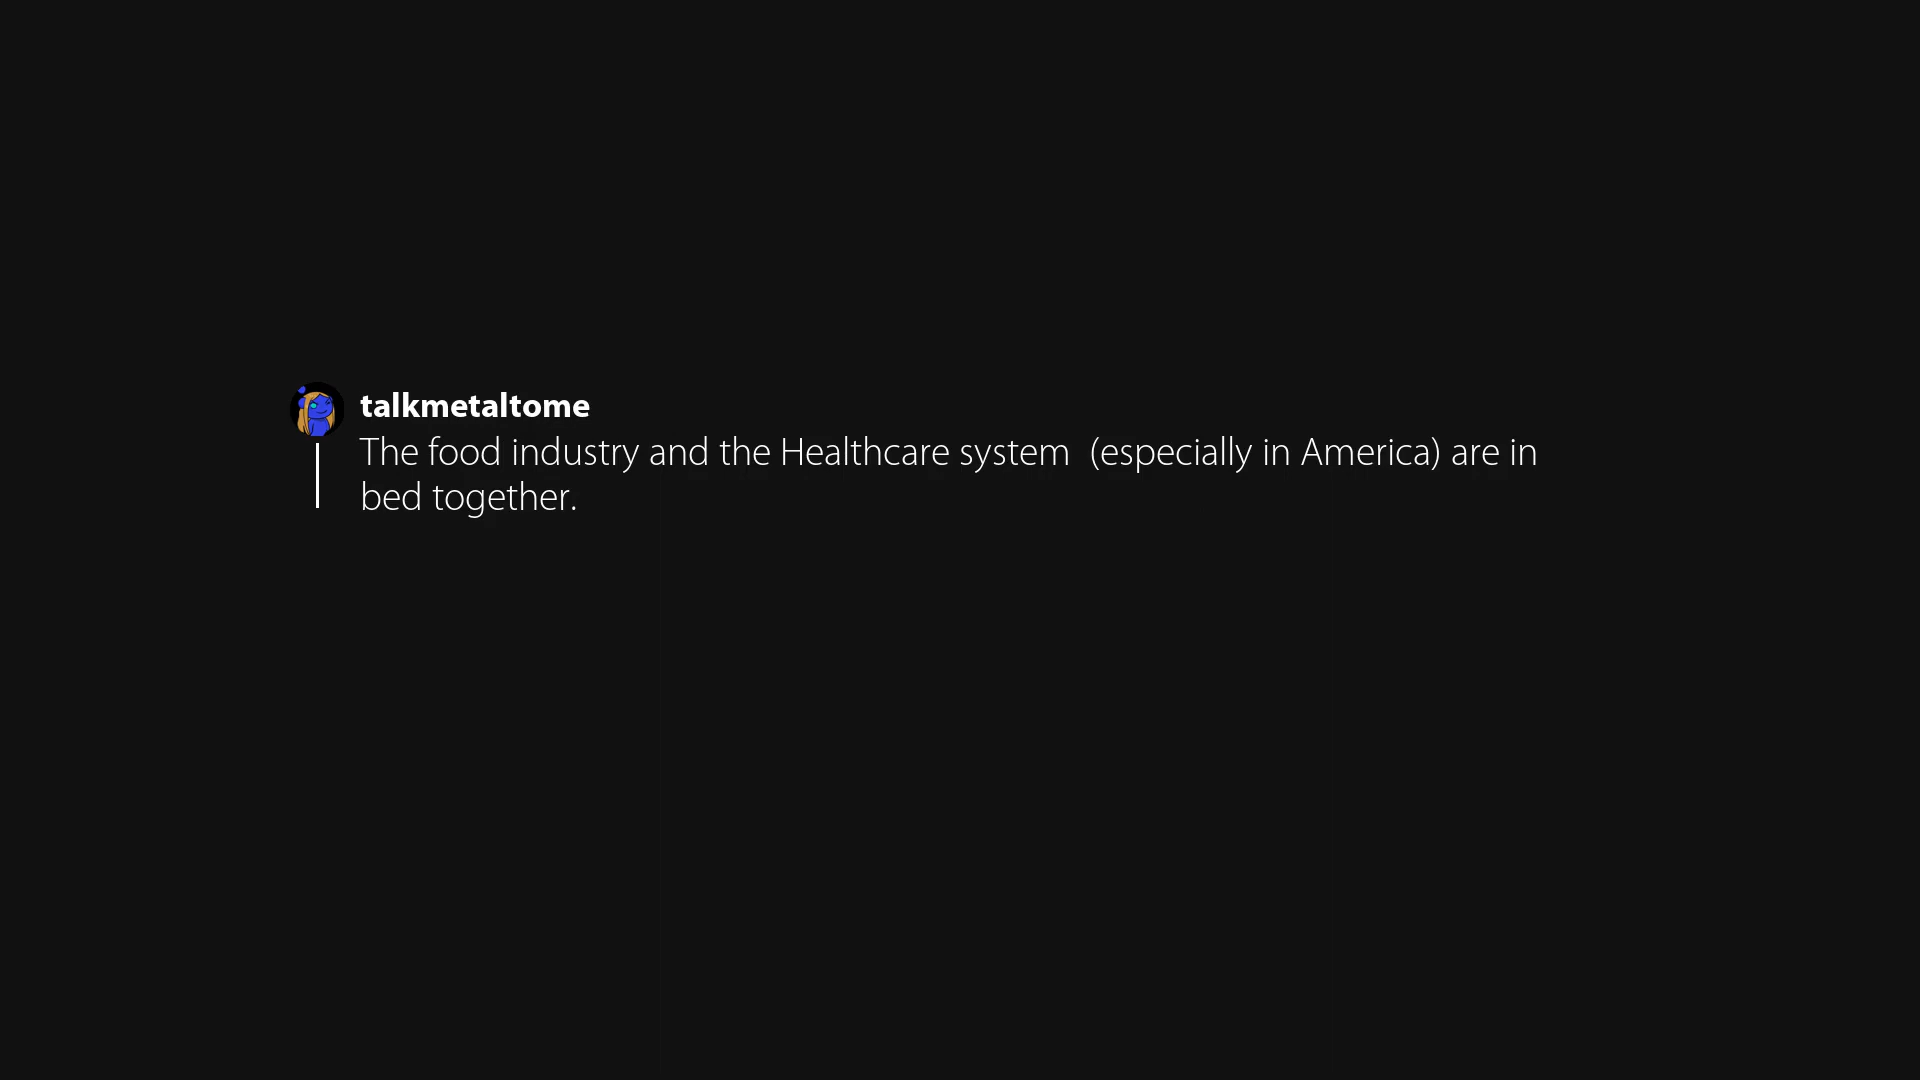 talkmetaltome
The food industry and the Healthcare system  (especially in America) are in
bed together.